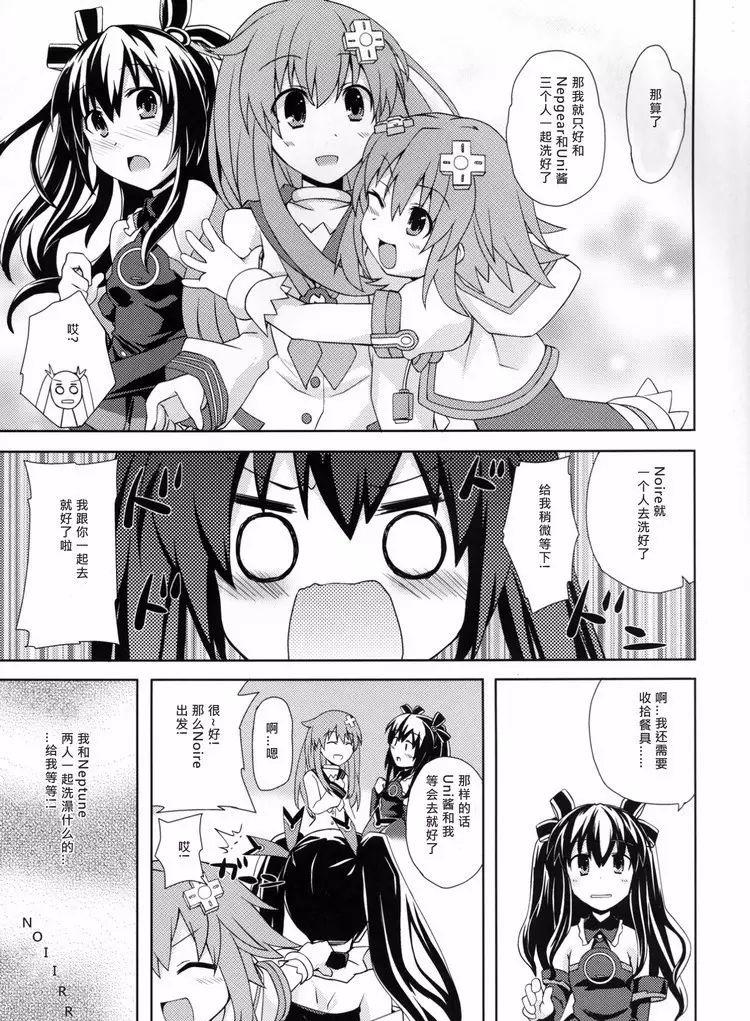 那算了
那我就只好和
Nepgear和Uni酱
三个人一起洗好了
哎?
Noire就
一个人去洗好了
给我稍微等下!
我跟你一起去
就好了啦
ドドドドン
啊...我还需要
收拾餐具...
那样的话
Uni酱和我
等会去就好了
啊...嗯
很~好!
那么Noire
出发!
哎!
我和Neptune
两人一起洗澡什么的...
...给我等等!!
NOIIRR